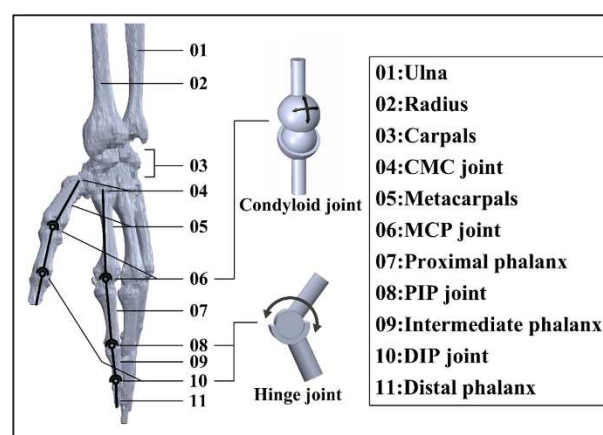 01
02
03
04
05
06
07
08
09
10
11
Condyloid joint
Hinge joint
01:Ulna
02:Radius
03:Carpals
04:CMC joint
05:Metacarpals
06:MCP joint
07:Proximal phalanx
08:PIP joint
09:Intermediate phalanx
10:DIP joint
11:Distal phalanx